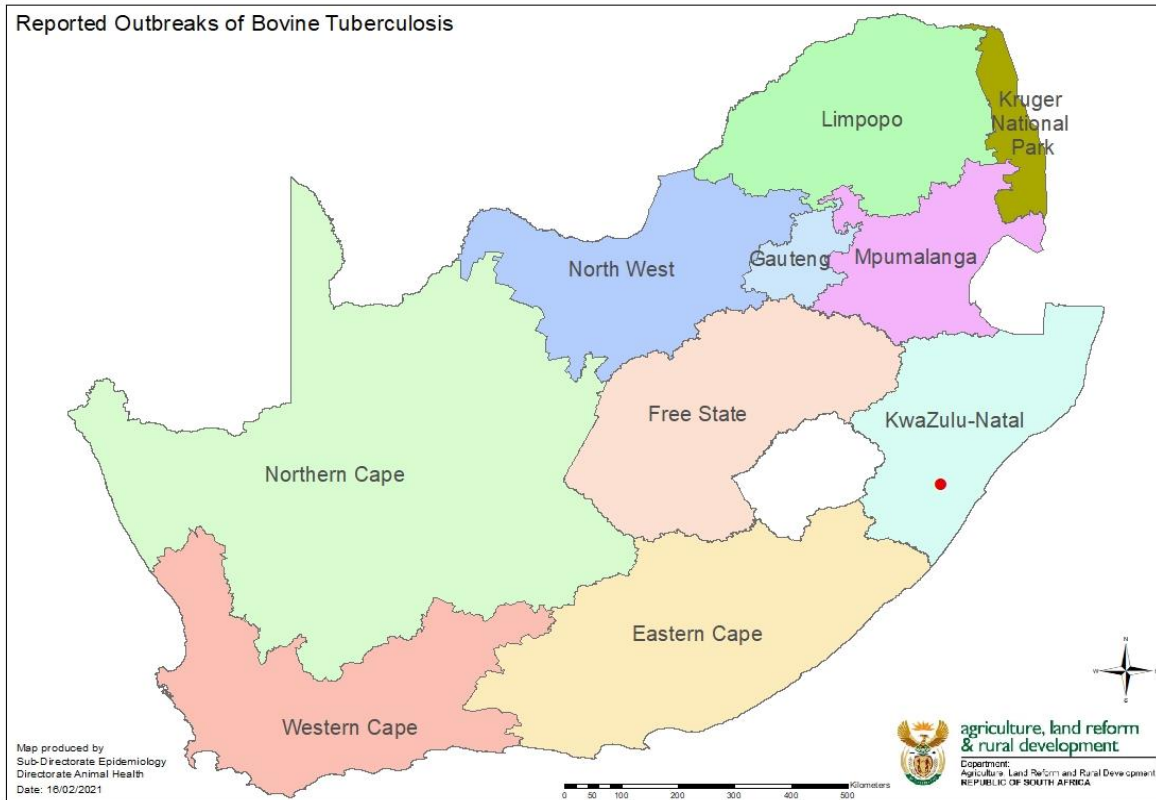 Reported Outbreaks of Bovine Tuberculosis
Limpopo
Kruger
National
Park
North West
Gauteng
Mpumalanga
Free State
KwaZulu-Natal
Northern Cape
Eastern Cape
Western Cape
N
W
S
Map produced by
Sub-Directorate Epidemiology
Directorate Animal Health
Date: 16/02/2021
0 50 100 200 300 400 500
Kilometers
agriculture, land reform
& rural development
Department:
Agriculture, Land Reform and Rural Development
REPUBLIC OF SOUTH AFRICA